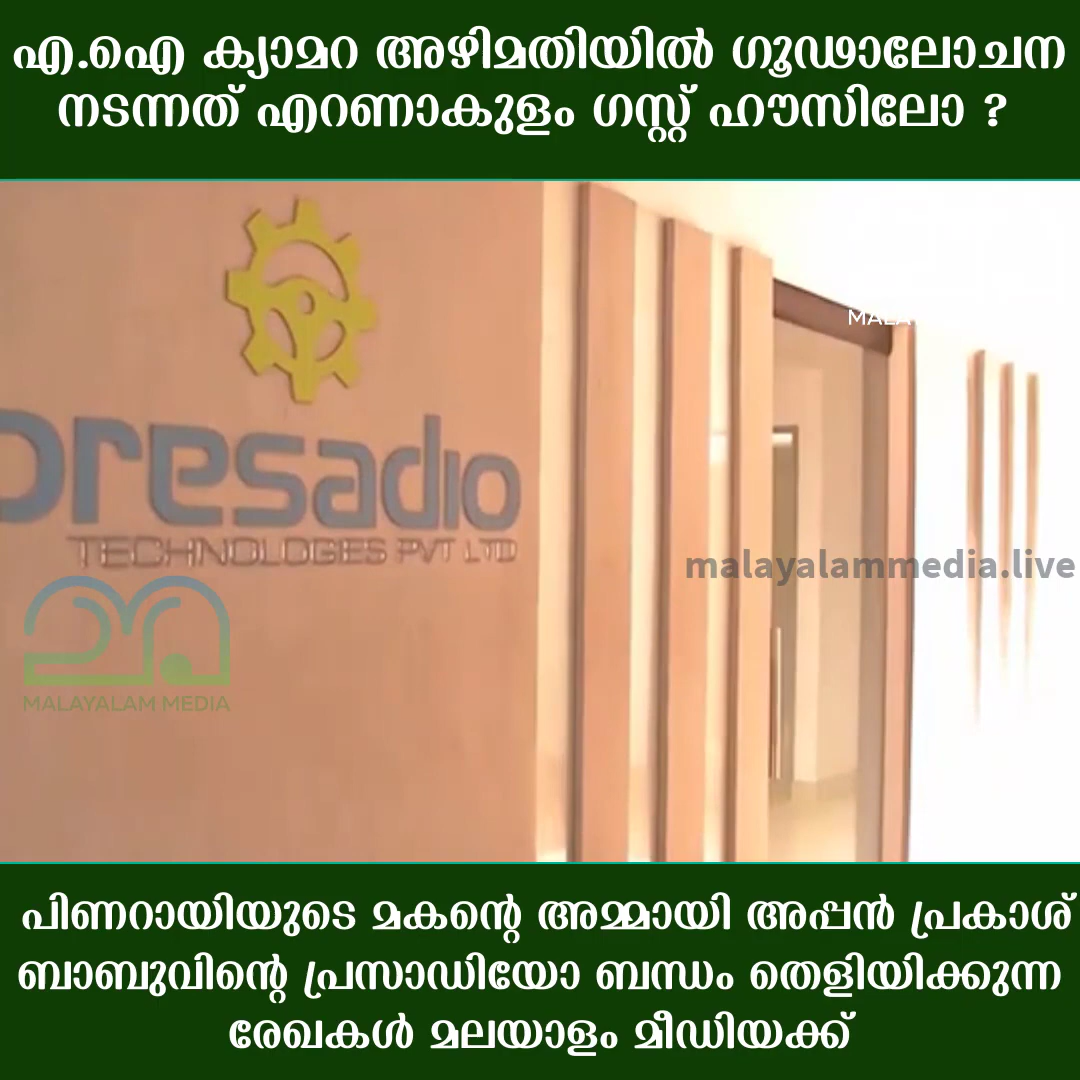 എ.ഐ ക്യാമറ അഴിമതിയിൽ ഗൂഢാലോചന
നടന്നത് എറണാകുളം ഗസ്റ്റ് ഹൗസിലോ ?
MALA
presadio
TECHNOLOGIES PVT LTD
malayalammedia.live
MALAYALAM MEDIA
പിണറായിയുടെ മകന്റെ അമ്മായി അപ്പൻ പ്രകാശ്
ബാബുവിന്റെ പ്രസാഡിയോ ബന്ധം തെളിയിക്കുന്ന
രേഖകൾ മലയാളം മീഡിയക്ക്